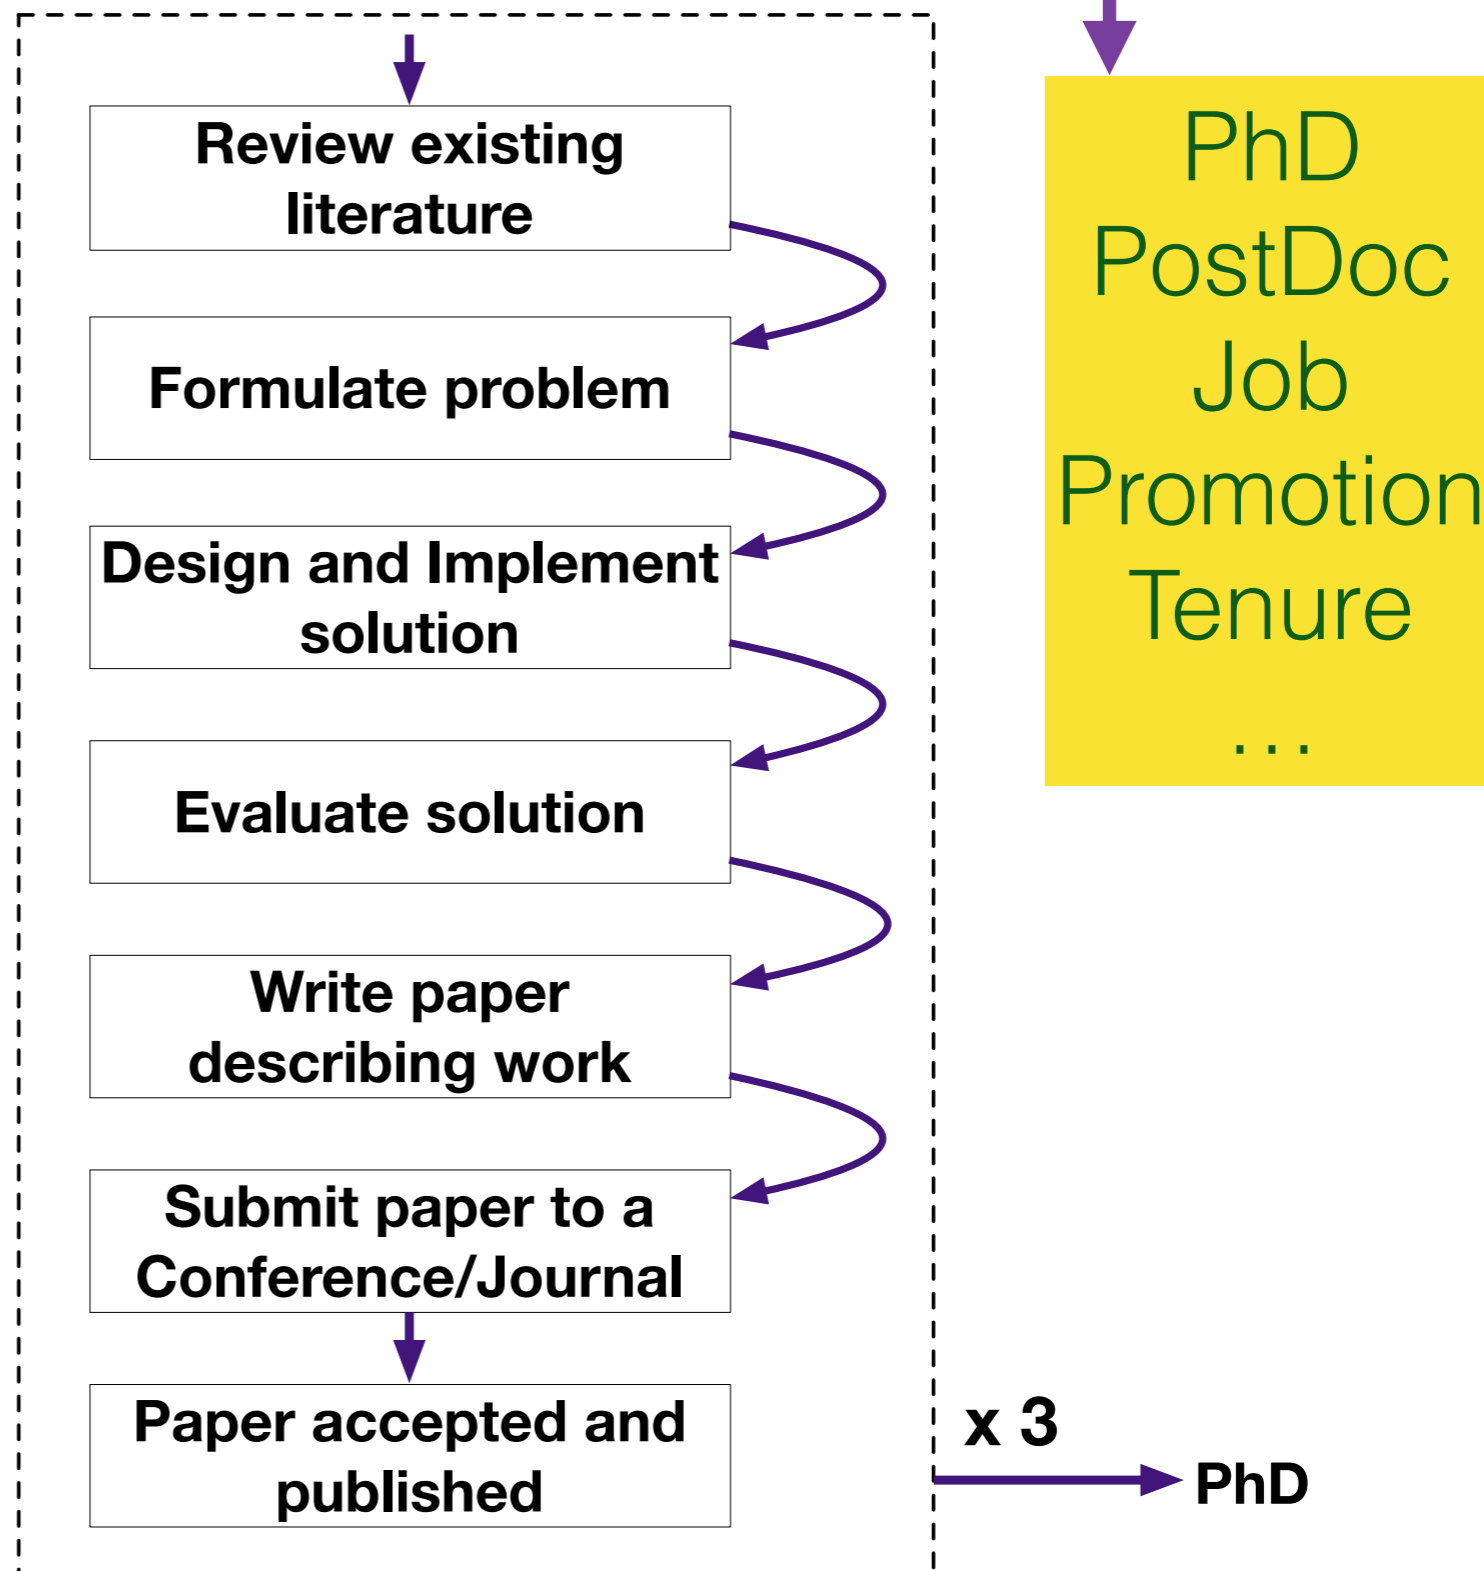 Review existing
literature
Formulate problem
Design and Implement
solution
Evaluate solution
Write paper
describing work
Submit paper to a
Conference/Journal
Paper accepted and
published
x 3
PhD
PhD
PostDoc
Job
Promotion
Tenure
...